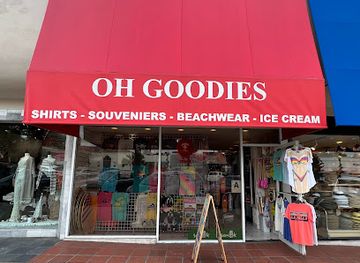 OH GOODIES
SHIRTS - SOUVENIERS - BEACHWEAR - ICE CREAM